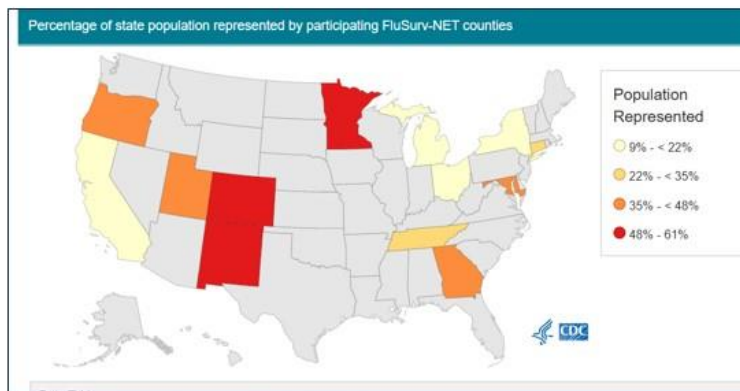 Percentage of state population represented by participating FluSurv-NET counties
Population
Represented
9% - < 22%
22% - < 35%
35% - < 48%
48% - 61%
CDC